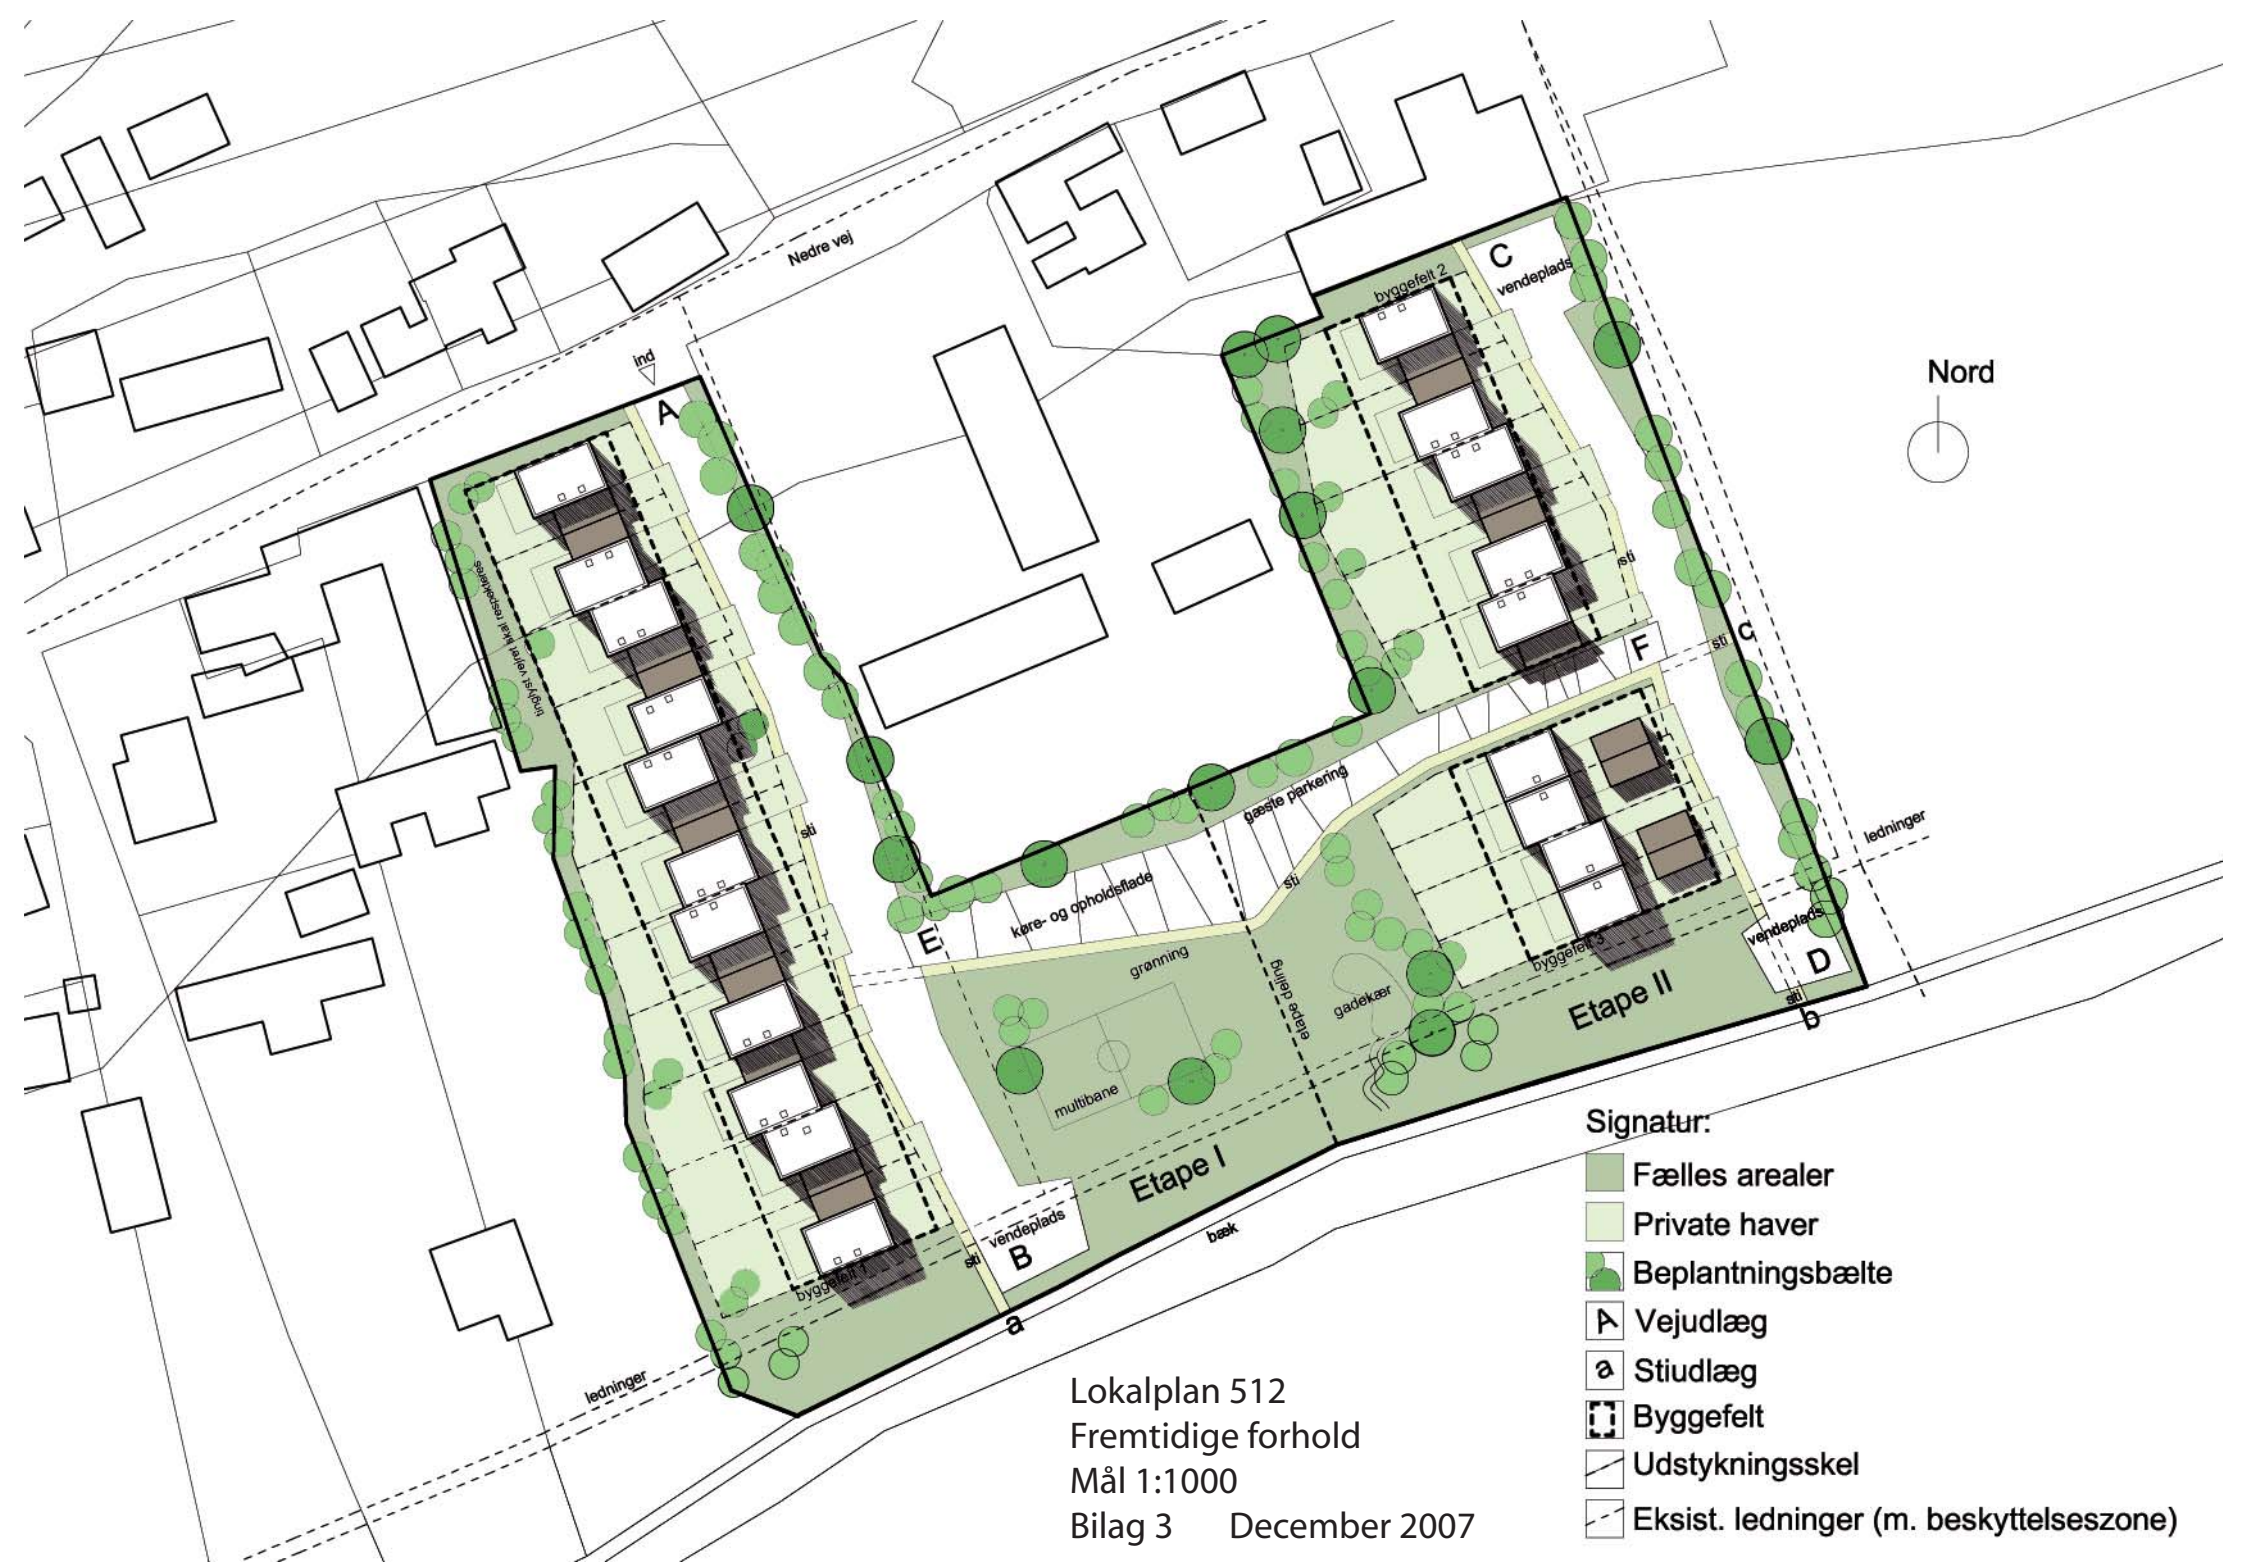 Nedre vej
ind
A
C
vendeplads
byggefelt 2
Nord
tinglyst vejret skal respekteres
sti
F
sti
c
sti
gæste parkering
ledninger
sti
køre- og opholdsflade
E
grønning
etape deling
gadekær
byggefelt 3
vendeplads
D
Etape II
sti
b
multibane
Etape I
vendeplads
B
sti
bæk
byggefelt 1
a
ledninger
Signatur:
Fælles arealer
Private haver
Beplantningsbælte
A Vejudlæg
a Stiudlæg
Byggefelt
Udstykningsskel
Eksist. ledninger (m. beskyttelseszone)
Lokalplan 512
Fremtidige forhold
Mål 1:1000
Bilag 3 December 2007